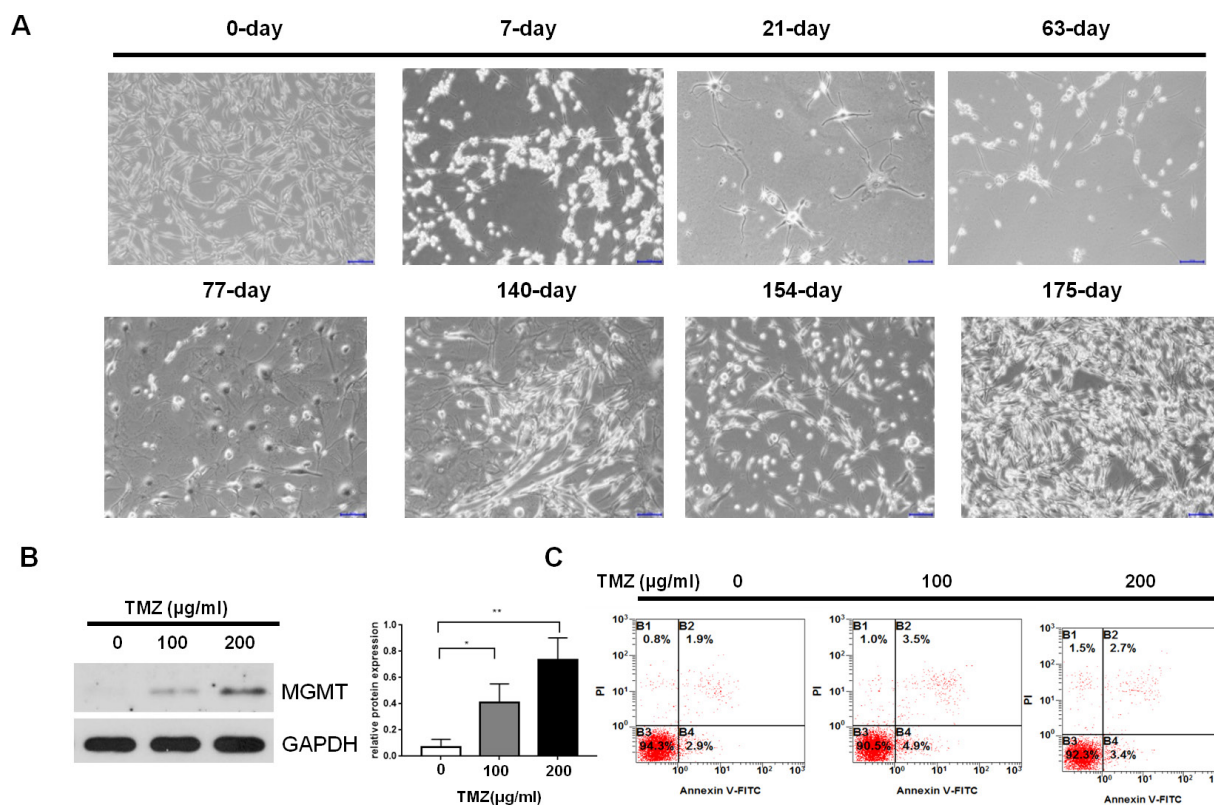 A
0-day 7-day 21-day 63-day
77-day 140-day 154-day 175-day
B
TMZ (µg/ml)
0 100 200
MGMT
GAPDH
relative protein expression
1.0
0.8
0.6
0.4
0.2
0.0
*
**
0 100 200
TMZ(µg/ml)
C
TMZ (µg/ml) 0 100 200
B1 B2
0.8% 1.9%
B3 B4
94.3% 2.9%
PI
10³
10²
10¹
10⁰
10⁰ 10¹ 10² 10³
Annexin V-FITC
B1 B2
1.0% 3.5%
B3 B4
90.5% 4.9%
PI
10³
10²
10¹
10⁰
10⁰ 10¹ 10² 10³
Annexin V-FITC
B1 B2
1.5% 2.7%
B3 B4
92.3% 3.4%
PI
10³
10²
10¹
10⁰
10⁰ 10¹ 10²
Annexin V-FITC